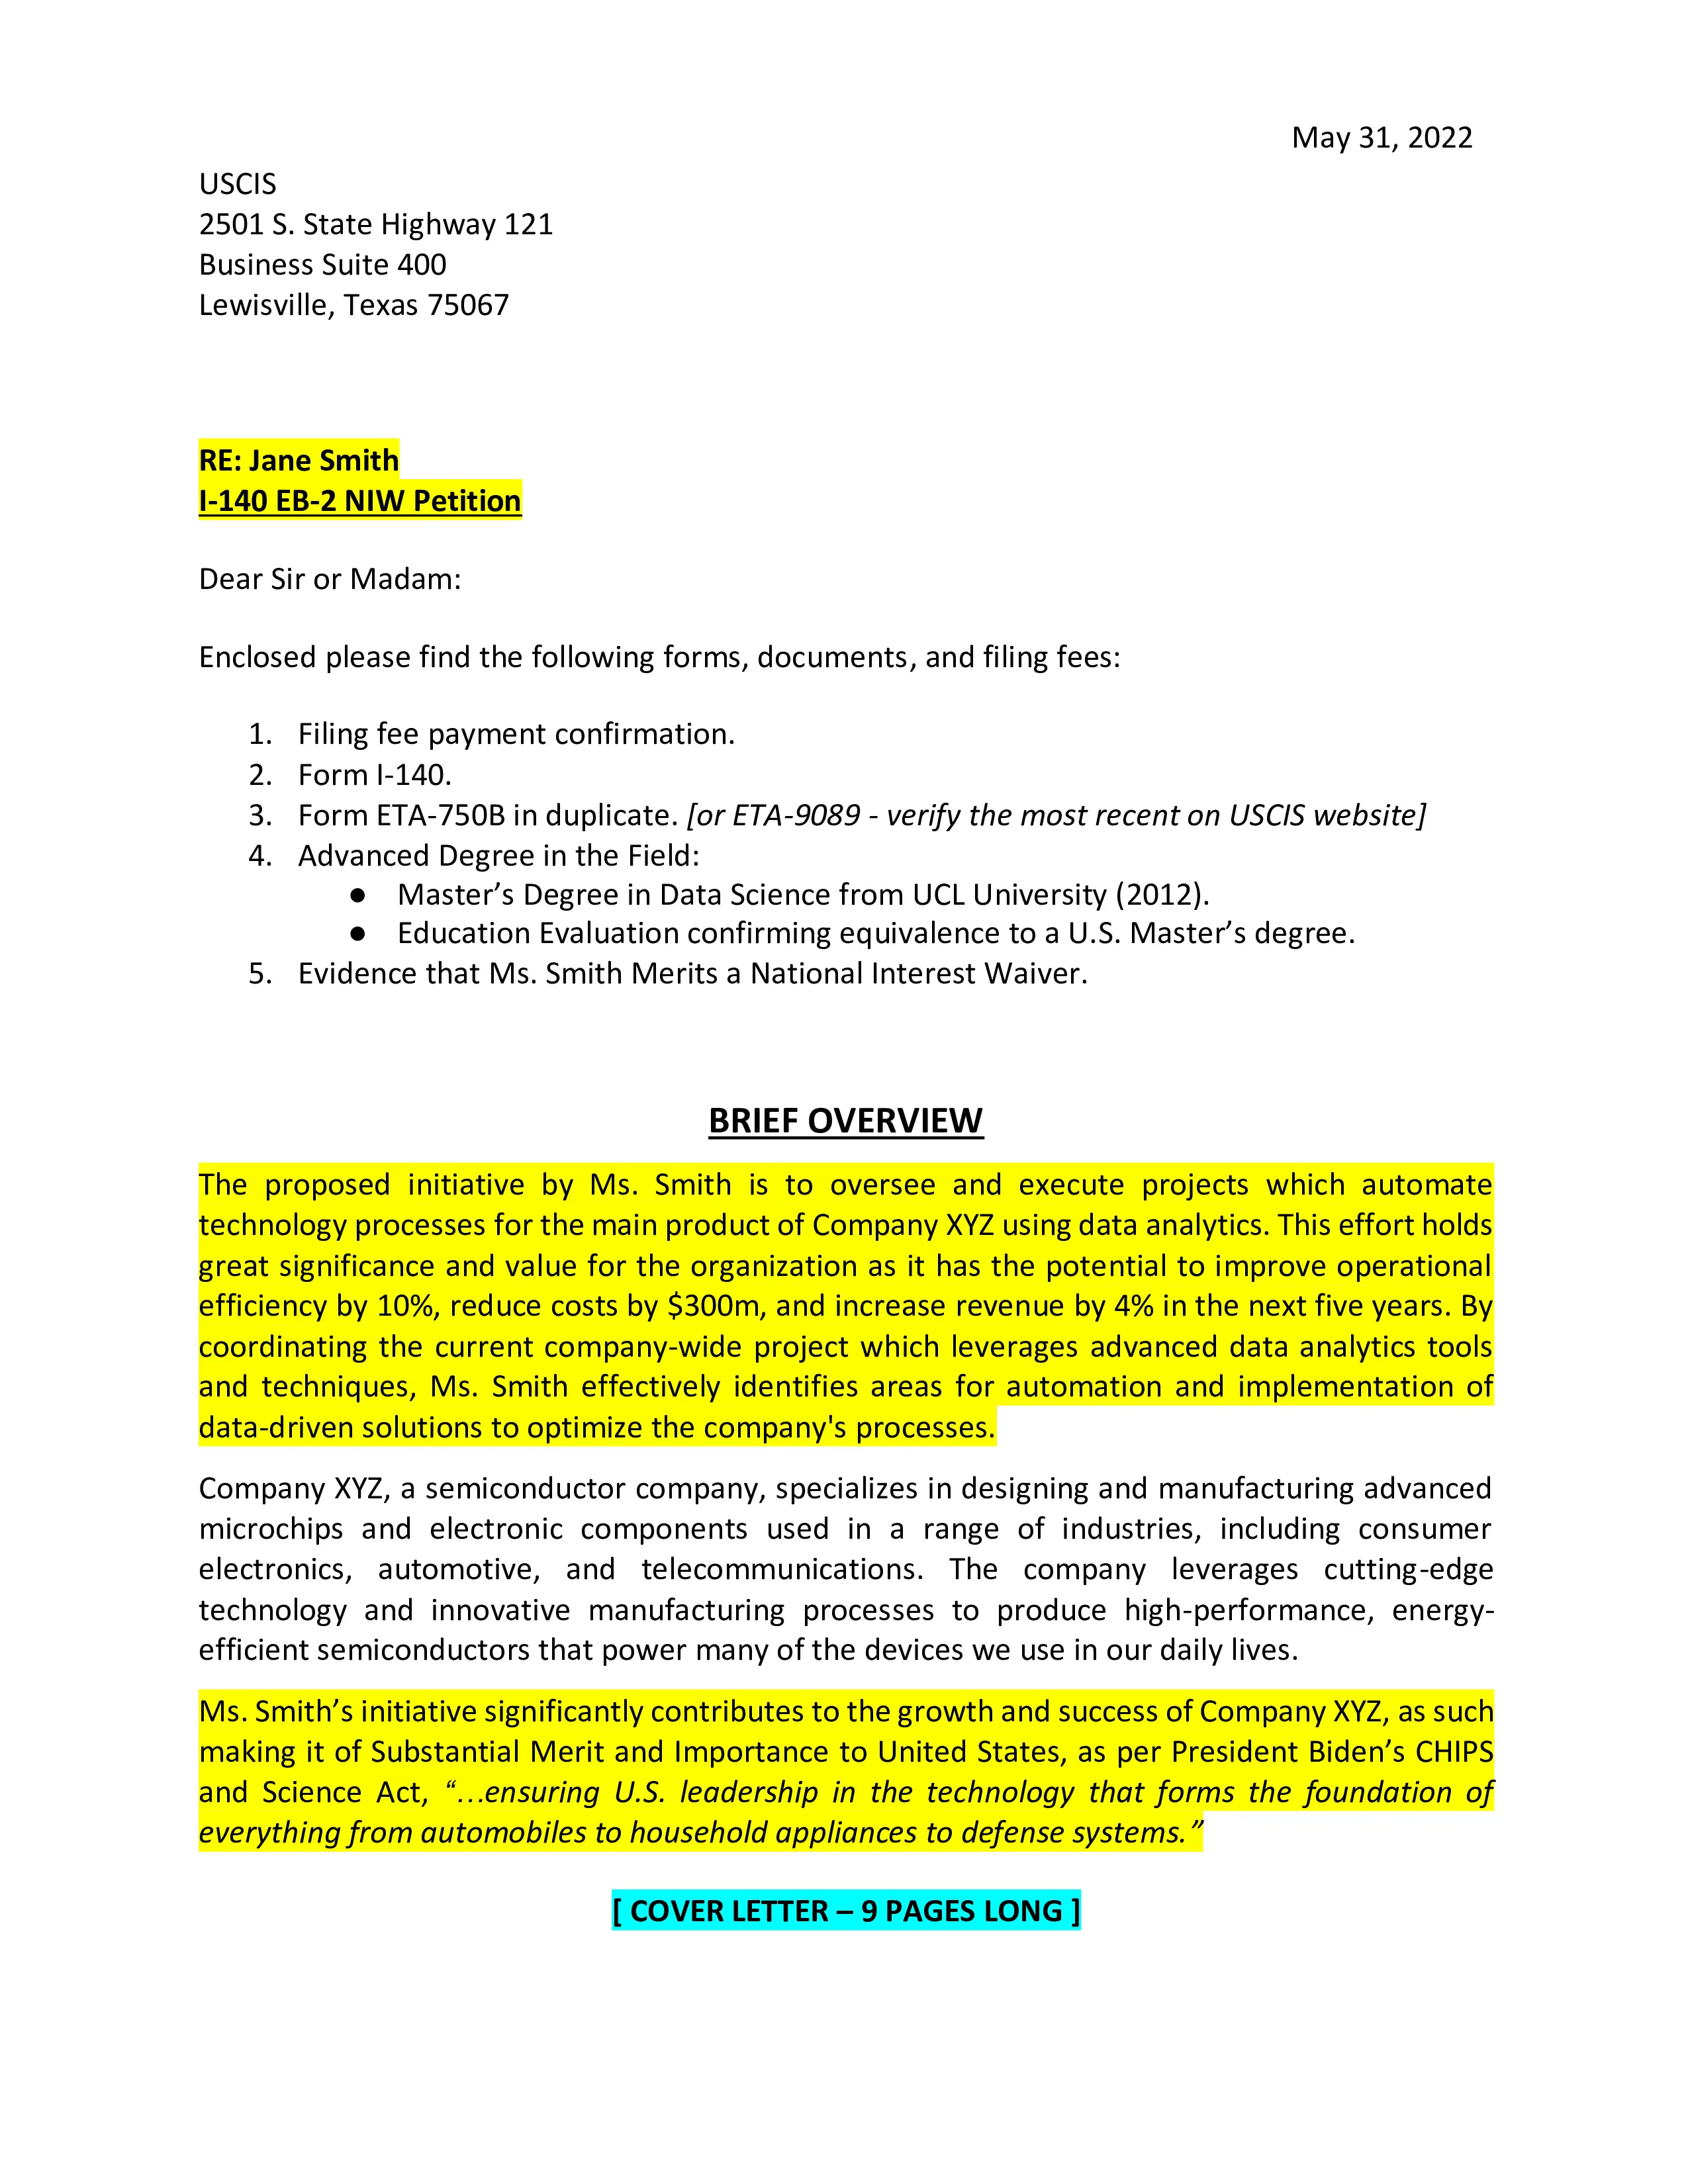 May 31, 2022
USCIS
2501 S. State Highway 121
Business Suite 400
Lewisville, Texas 75067
RE: Jane Smith
I-140 EB-2 NIW Petition
Dear Sir or Madam:
Enclosed please find the following forms, documents, and filing fees:
1. Filing fee payment confirmation.
2. Form I-140.
3. Form ETA-750B in duplicate. [or ETA-9089 - verify the most recent on USCIS website]
4. Advanced Degree in the Field:
● Master’s Degree in Data Science from UCL University (2012).
● Education Evaluation confirming equivalence to a U.S. Master’s degree.
5. Evidence that Ms. Smith Merits a National Interest Waiver.
BRIEF OVERVIEW
The proposed initiative by Ms. Smith is to oversee and execute projects which automate
technology processes for the main product of Company XYZ using data analytics. This effort holds
great significance and value for the organization as it has the potential to improve operational
efficiency by 10%, reduce costs by $300m, and increase revenue by 4% in the next five years. By
coordinating the current company-wide project which leverages advanced data analytics tools
and techniques, Ms. Smith effectively identifies areas for automation and implementation of
data-driven solutions to optimize the company's processes.
Company XYZ, a semiconductor company, specializes in designing and manufacturing advanced
microchips and electronic components used in a range of industries, including consumer
electronics, automotive, and telecommunications. The company leverages cutting-edge
technology and innovative manufacturing processes to produce high-performance, energy-
efficient semiconductors that power many of the devices we use in our daily lives.
Ms. Smith’s initiative significantly contributes to the growth and success of Company XYZ, as such
making it of Substantial Merit and Importance to United States, as per President Biden’s CHIPS
and Science Act, “…ensuring U.S. leadership in the technology that forms the foundation of
everything from automobiles to household appliances to defense systems.”
[ COVER LETTER – 9 PAGES LONG ]